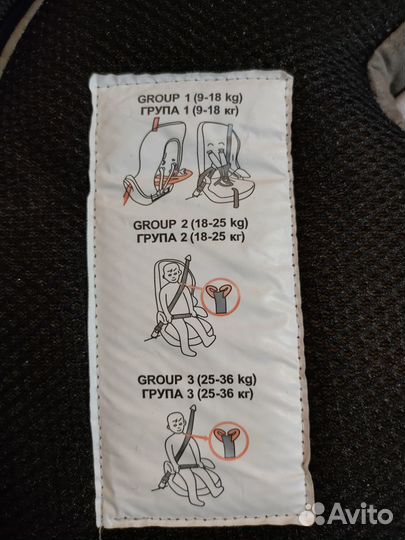 GROUP 1 (9-18 kg)
ГРУПА 1 (9-18 кг)
GROUP 2 (18-25 kg)
ГРУПА 2 (18-25 кг)
GROUP 3 (25-36 kg)
ГРУПА 3 (25-36 кг)
Avito